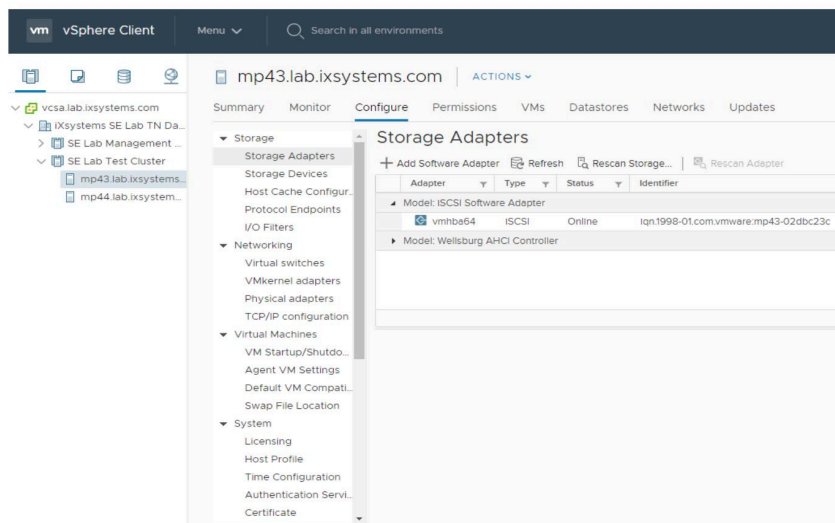 vm vSphere Client Menu Search in all environments
mp43.lab.ixsystems.com ACTIONS
Summary Monitor Configure Permissions VMs Datastores Networks Updates
vcsa.lab.ixsystems.com
iXsystems SE Lab TN Da...
SE Lab Management ...
SE Lab Test Cluster
mp43.lab.ixsystems...
mp44.lab.ixsystem...
Storage
Storage Adapters
Storage Devices
Host Cache Configur..
Protocol Endpoints
I/O Filters
Networking
Virtual switches
VMkernel adapters
Physical adapters
TCP/IP configuration
Virtual Machines
VM Startup/Shutdo...
Agent VM Settings
Default VM Compati...
Swap File Location
System
Licensing
Host Profile
Time Configuration
Authentication Servi...
Certificate
Storage Adapters
+ Add Software Adapter Refresh Rescan Storage... | Rescan Adapter
Adapter Type Status Identifier
Model: iSCSI Software Adapter
vmhba64 iSCSI Online iqn.1998-01.com.vmware:mp43-02dbc23c
Model: Wellsburg AHCI Controller